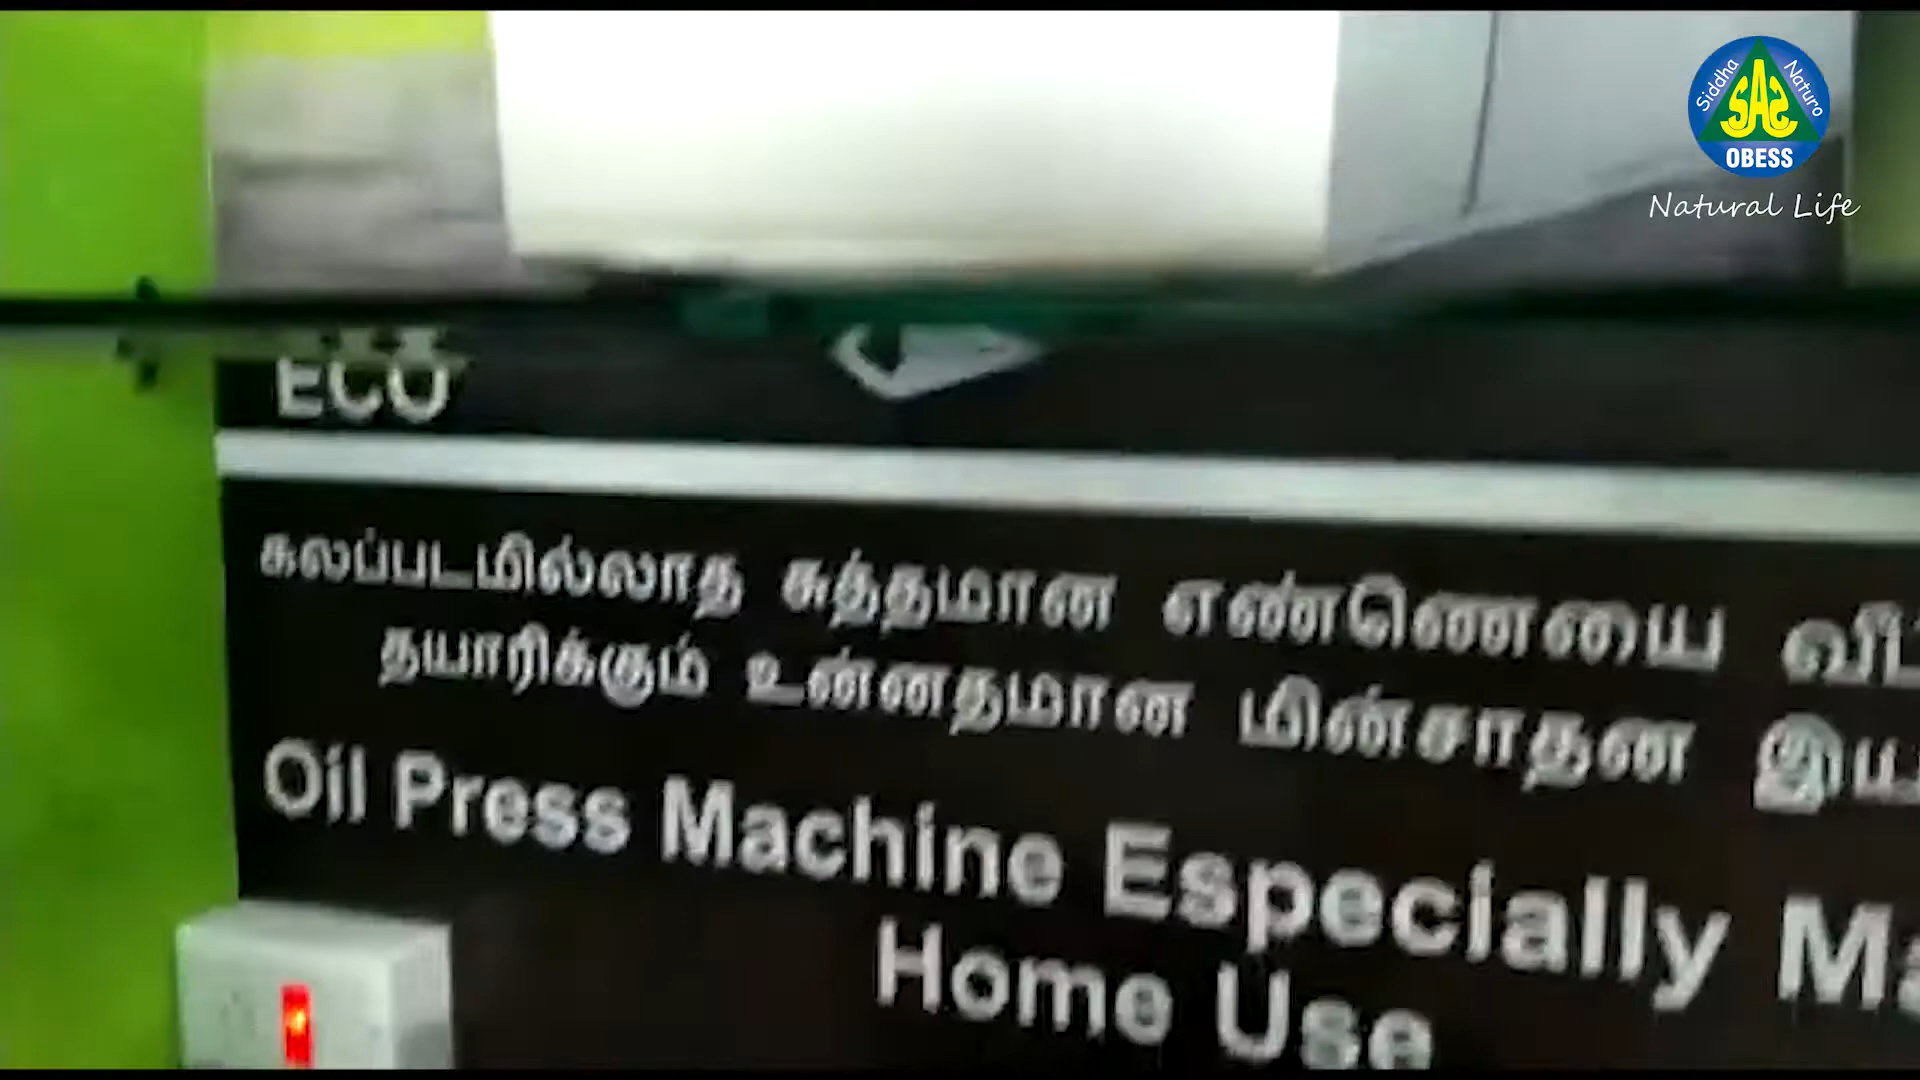 Siddha Naturo
SAS
OBESS
Natural Life
ECO
கலப்படமில்லாத சுத்தமான எண்ணெயை
தயாரிக்கும் உன்னதமான மின்சாதன
Oil Press Machine Especially
Home Use